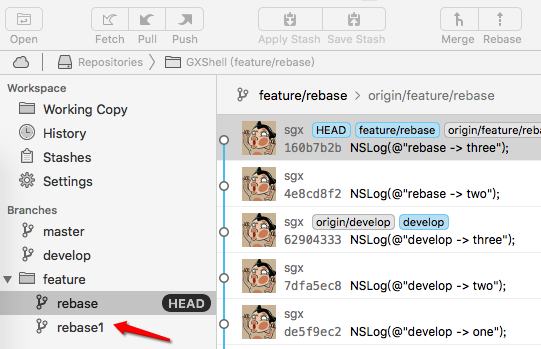 Open Fetch Pull Push Apply Stash Save Stash Merge Rebase
Repositories GXShell (feature/rebase)
Workspace
Working Copy
History
Stashes
Settings
Branches
master
develop
feature
rebase HEAD
rebase1
feature/rebase > origin/feature/rebase
sgx HEAD feature/rebase origin/feature/reba
160b7b2b NSLog(@"rebase -> three");
sgx
4e8cd8f2 NSLog(@"rebase -> two");
sgx origin/develop develop
62904333 NSLog(@"develop -> three");
sgx
7dfa5ec8 NSLog(@"develop -> two");
sgx
de5f9ec2 NSLog(@"develop -> one");